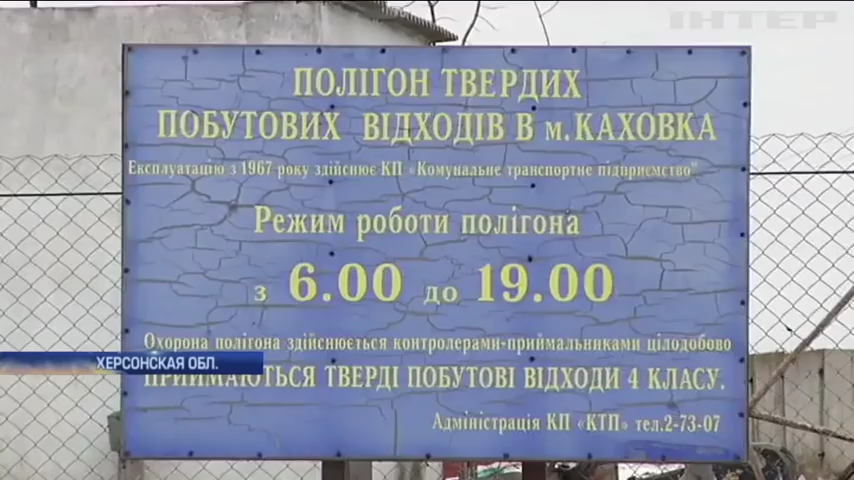 ІНТЕР
ПОЛІГОН ТВЕРДИХ
ПОБУТОВИХ ВІДХОДІВ В м.КАХОВКА
Експлуатацію з 1967 року здійснює КП «Комунальне транспортне підприємство"
Режим роботи полігона
з 6.00 до 19.00
Охорона полігона здійснюється контролерами-приймальниками цілодобово
ХЕРСОНСКАЯ ОБЛ.
ПРИЙМАЮТЬСЯ ТВЕРДІ ПОБУТОВІ ВІДХОДИ 4 КЛАСУ.
Адміністрація КП «КТП» тел.2-73-07